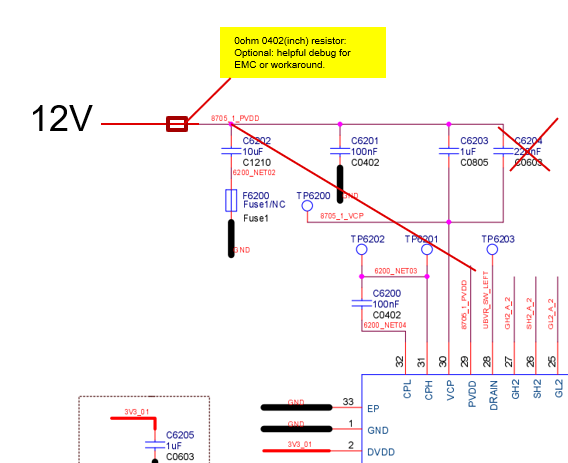 0ohm 0402(inch) resistor:
Optional: helpful debug for
EMC or workaround.
12V
8705_1_PVDD
C6202
10uF
C1210
6200_NET02
C6201
100nF
C0402
C6203
1uF
C0805
C6204
C0603
F6200
Fuse1/NC
Fuse1
GND
TP6200
GND
8705_1_VCP
TP6202
TP6201
TP6203
6200_NET03
C6200
100nF
C0402
6200_NET04
8705_1_PVDD
UBVR_SW_LEFT
GH2_A_2
SH2_A_2
GL2_A_2
32
31
30
29
28
27
26
25
CPL
CPH
VCP
PVDD
DRAIN
GH2
SH2
GL2
GND
33
EP
GND
1
GND
3V3_01
2
DVDD
3V3_01
C6205
1uF
C0603